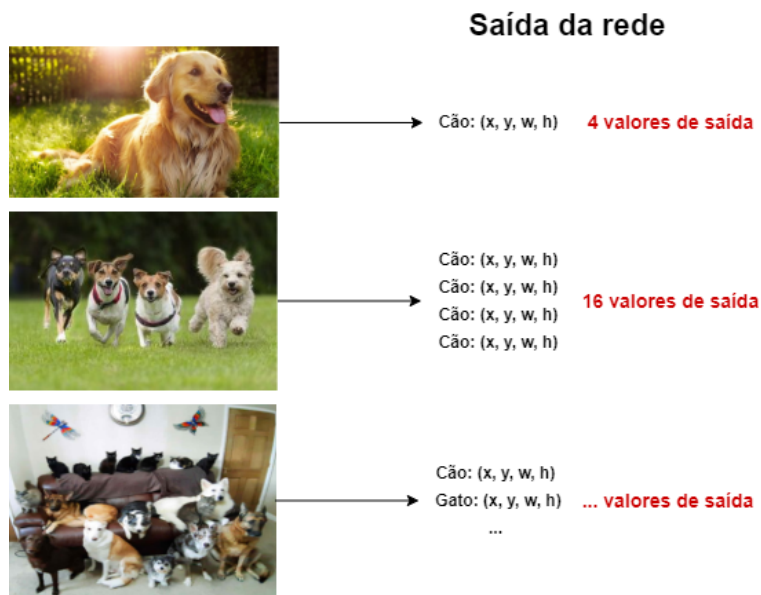 Saída da rede
Cão: (x, y, w, h) 4 valores de saída
Cão: (x, y, w, h)
Cão: (x, y, w, h)
16 valores de saída
Cão: (x, y, w, h)
Cão: (x, y, w, h)
Cão: (x, y, w, h)
Gato: (x, y, w, h) ... valores de saída
...